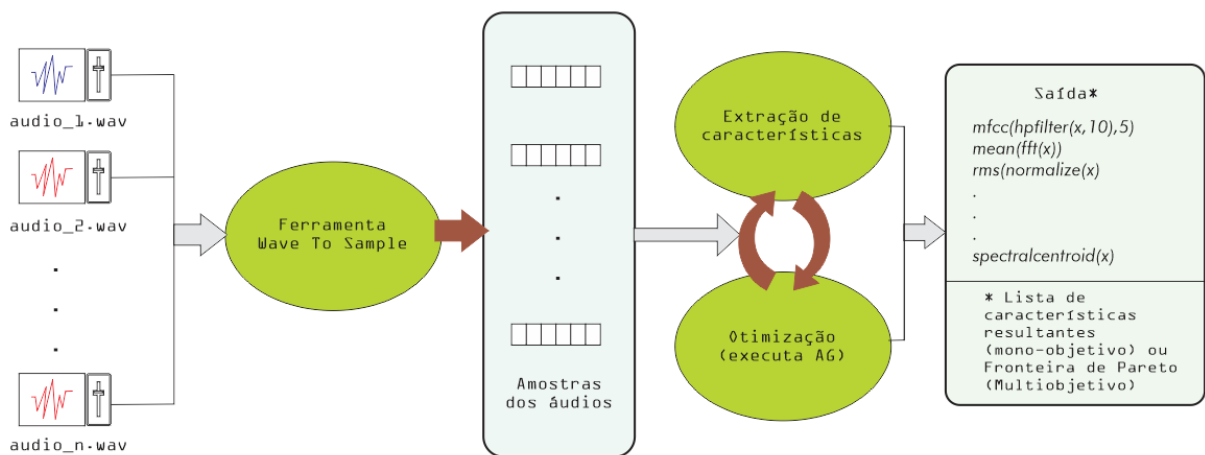 audio_1.wav
audio_2.wav
audio_n.wav
Ferramenta
Wave To Sample
Amostras
dos áudios
Extração de
características
Otimização
(executa AG)
Saída*
mfcc(hpfilter(x,10),5)
mean(fft(x))
rms(normalize(x)
.
.
.
spectralcentroid(x)
* Lista de
características
resultantes
(mono-objetivo) ou
Fronteira de Pareto
(Multiobjetivo)